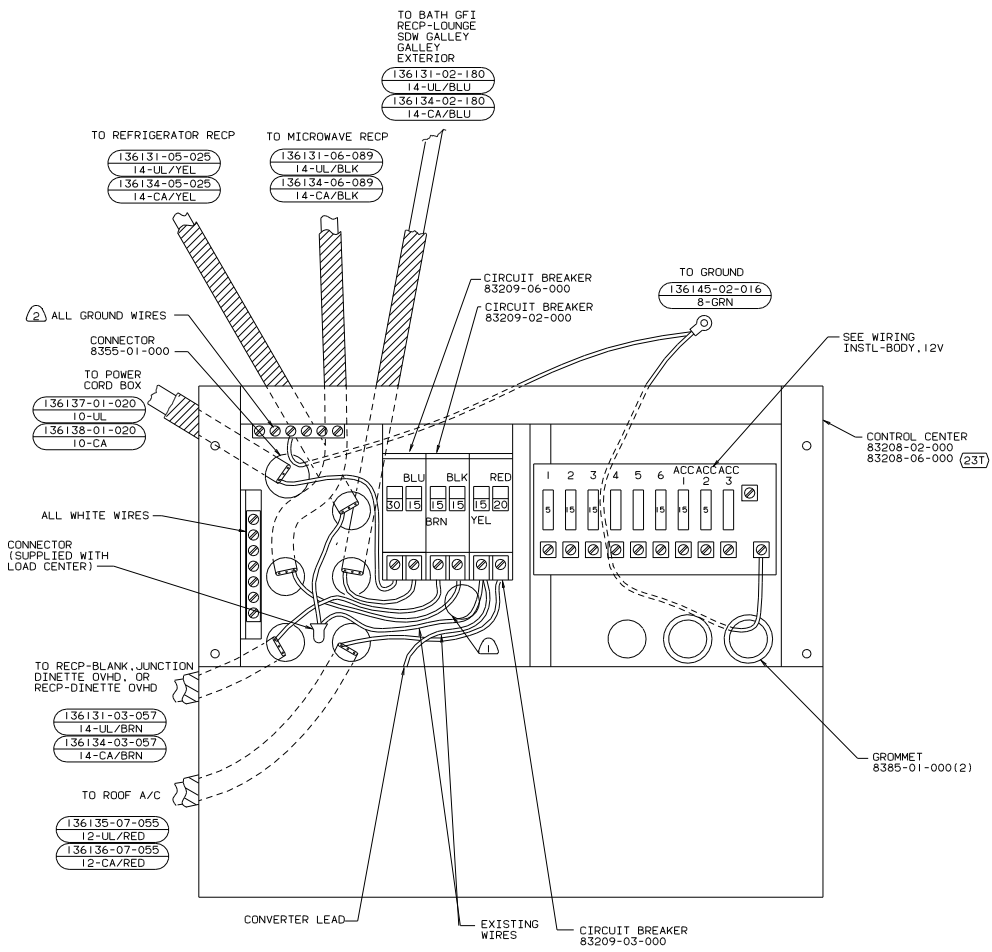 TO BATH GFI
RECP-LOUNGE
SDW GALLEY
GALLEY
EXTERIOR
136131-02-180
14-UL/BLU
136134-02-180
14-CA/BLU
TO REFRIGERATOR RECP
136131-05-025
14-UL/YEL
136134-05-025
14-CA/YEL
TO MICROWAVE RECP
136131-06-089
14-UL/BLK
136134-06-089
14-CA/BLK
CIRCUIT BREAKER
83209-06-000
CIRCUIT BREAKER
83209-02-000
TO GROUND
136145-02-016
8-GRN
2 ALL GROUND WIRES
CONNECTOR
8355-01-000
SEE WIRING
INSTL-BODY,12V
TO POWER
CORD BOX
136137-01-020
10-UL
136138-01-020
10-CA
CONTROL CENTER
83208-02-000
83208-06-000 23T
BLU BLK RED
30 15 15 15 15 20
BRN YEL
ACC ACC ACC
1 2 3 4 5 6 1 2 3
5 15 15 15 5
ALL WHITE WIRES
CONNECTOR
(SUPPLIED WITH
LOAD CENTER)
1
TO RECP-BLANK,JUNCTION
DINETTE OVHD, OR
RECP-DINETTE OVHD
136131-03-057
14-UL/BRN
136134-03-057
14-CA/BRN
GROMMET
8385-01-000(2)
TO ROOF A/C
136135-07-055
12-UL/RED
136136-07-055
12-CA/RED
CONVERTER LEAD
EXISTING
WIRES
CIRCUIT BREAKER
83209-03-000